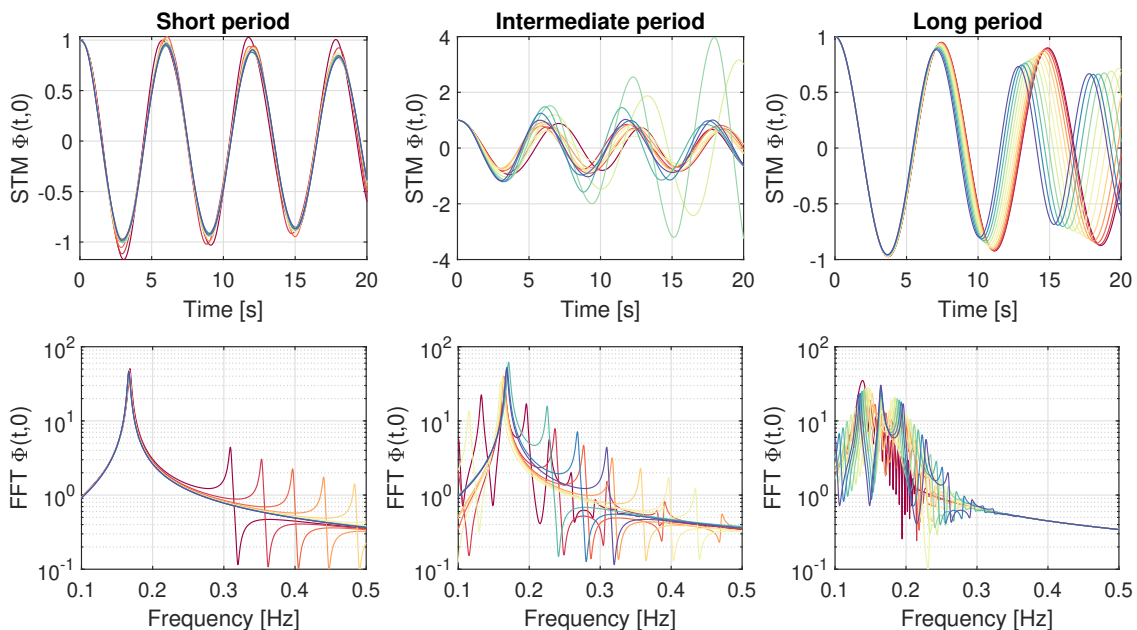 Short period
Intermediate period
Long period
STM Φ(t,0)
1
0.5
0
-0.5
-1
0 5 10 15 20
Time [s]
STM Φ(t,0)
4
2
0
-2
-4
0 5 10 15 20
Time [s]
STM Φ(t,0)
1
0.5
0
-0.5
-1
0 5 10 15 20
Time [s]
FFT Φ(t,0)
10²
10¹
10⁰
10⁻¹
0.1 0.2 0.3 0.4 0.5
Frequency [Hz]
FFT Φ(t,0)
10²
10¹
10⁰
10⁻¹
0.1 0.2 0.3 0.4 0.5
Frequency [Hz]
FFT Φ(t,0)
10²
10¹
10⁰
10⁻¹
0.1 0.2 0.3 0.4 0.5
Frequency [Hz]